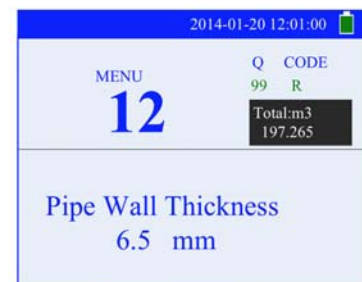 2014-01-20 12:01:00
MENU
12
Q CODE
99 R
Total:m3
197.265
Pipe Wall Thickness
6.5 mm